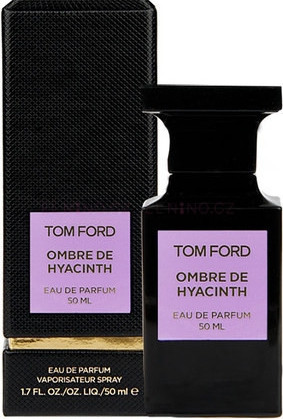 TOM FORD
OMBRE DE
HYACINTH
EAU DE PARFUM
50 ML
EAU DE PARFUM
VAPORISATEUR SPRAY
1.7 FL.OZ./OZ. LIQ./50 ml e
TOM FORD
OMBRE DE
HYACINTH
EAU DE PARFUM
50 ML